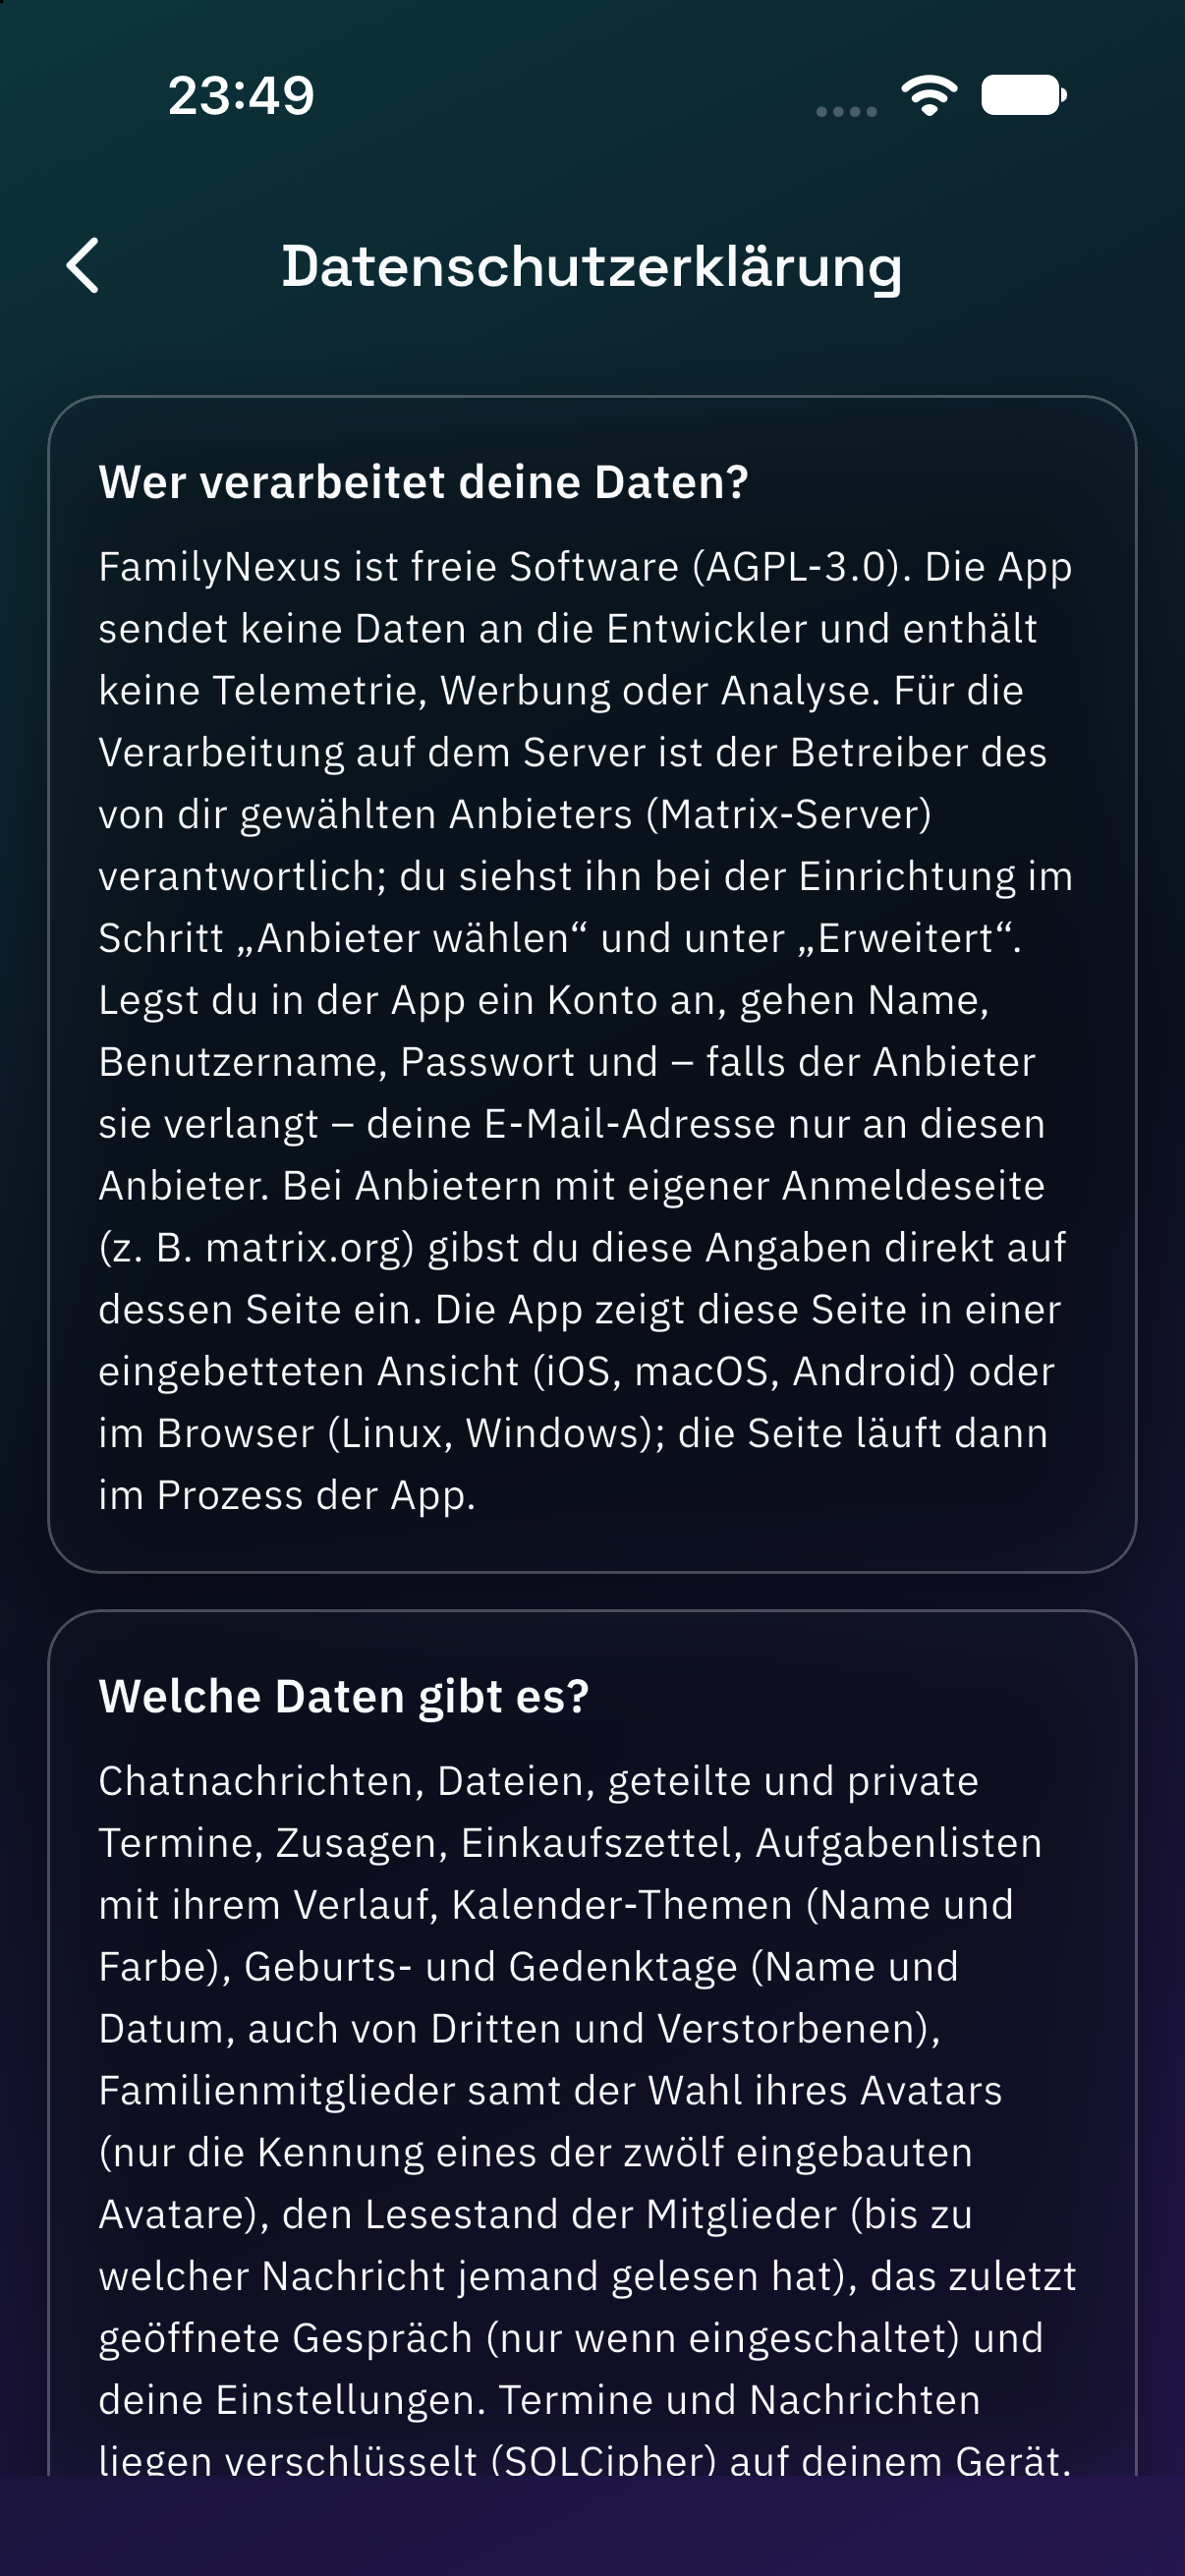 23:49
Datenschutzerklärung
Wer verarbeitet deine Daten?
FamilyNexus ist freie Software (AGPL-3.0). Die App
sendet keine Daten an die Entwickler und enthält
keine Telemetrie, Werbung oder Analyse. Für die
Verarbeitung auf dem Server ist der Betreiber des
von dir gewählten Anbieters (Matrix-Server)
verantwortlich; du siehst ihn bei der Einrichtung im
Schritt „Anbieter wählen“ und unter „Erweitert“.
Legst du in der App ein Konto an, gehen Name,
Benutzername, Passwort und – falls der Anbieter
sie verlangt – deine E-Mail-Adresse nur an diesen
Anbieter. Bei Anbietern mit eigener Anmeldeseite
(z. B. matrix.org) gibst du diese Angaben direkt auf
dessen Seite ein. Die App zeigt diese Seite in einer
eingebetteten Ansicht (iOS, macOS, Android) oder
im Browser (Linux, Windows); die Seite läuft dann
im Prozess der App.
Welche Daten gibt es?
Chatnachrichten, Dateien, geteilte und private
Termine, Zusagen, Einkaufszettel, Aufgabenlisten
mit ihrem Verlauf, Kalender-Themen (Name und
Farbe), Geburts- und Gedenktage (Name und
Datum, auch von Dritten und Verstorbenen),
Familienmitglieder samt der Wahl ihres Avatars
(nur die Kennung eines der zwölf eingebauten
Avatare), den Lesestand der Mitglieder (bis zu
welcher Nachricht jemand gelesen hat), das zuletzt
geöffnete Gespräch (nur wenn eingeschaltet) und
deine Einstellungen. Termine und Nachrichten
liegen verschlüsselt (SQLCipher) auf deinem Gerät.